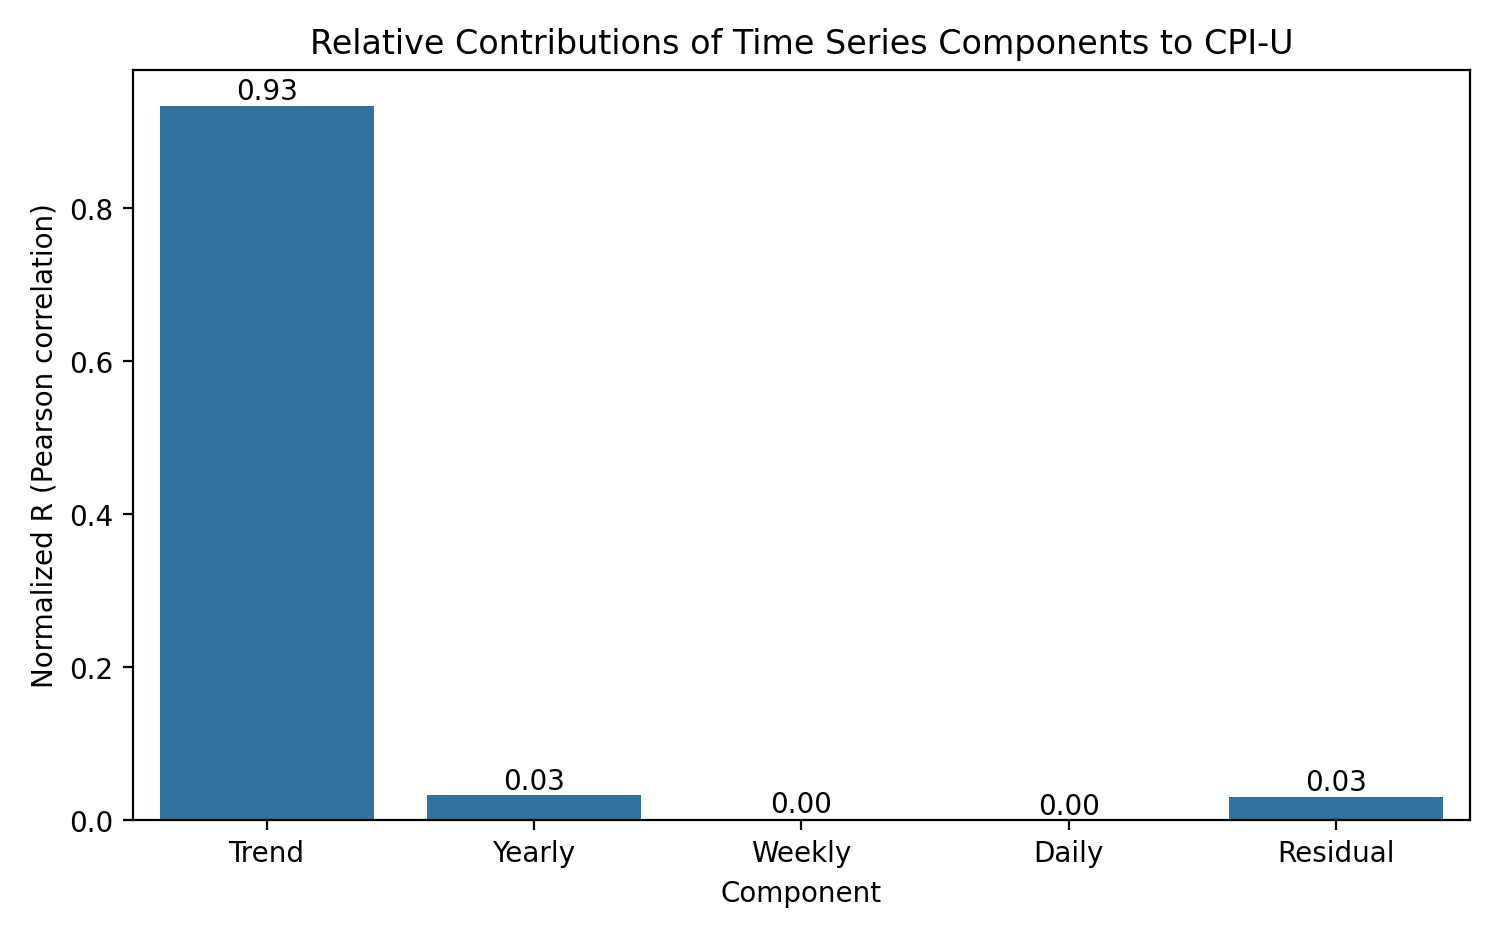 Relative Contributions of Time Series Components to CPI-U
Normalized R (Pearson correlation)
0.8
0.6
0.4
0.2
0.0
0.93
0.03
0.00
0.00
0.03
Trend
Yearly
Weekly
Daily
Residual
Component